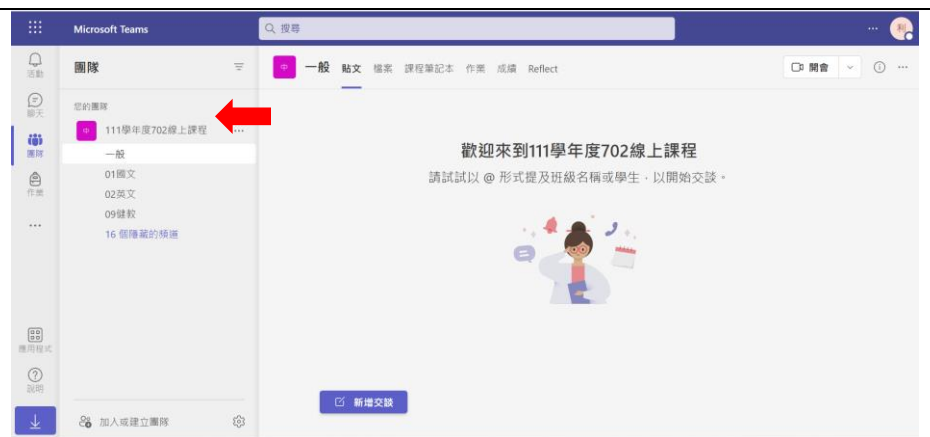 Microsoft Teams
搜尋
利
活動
聊天
團隊
作業
應用程式
說明
團隊
您的團隊
中 111學年度702線上課程
一般
01國文
02英文
09健教
16 個隱藏的頻道
加入或建立團隊
中 一般 貼文 檔案 課程筆記本 作業 成績 Reflect
開會
歡迎來到111學年度702線上課程
請試試以 @ 形式提及班級名稱或學生，以開始交談。
新增交談